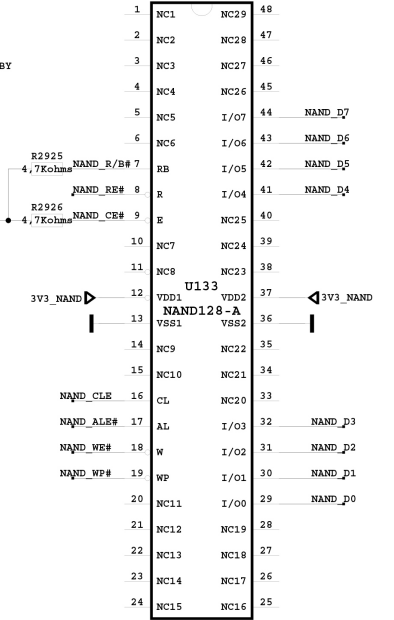 1 NC1 NC29 48
2 NC2 NC28 47
BY 3 NC3 NC27 46
4 NC4 NC26 45
5 NC5 I/O7 44 NAND_D7
6 NC6 I/O6 43 NAND_D6
R2925
4,7Kohms NAND_R/B# 7 RB I/O5 42 NAND_D5
NAND_RE# 8 R I/O4 41 NAND_D4
R2926
4,7Kohms NAND_CE# 9 E NC25 40
10 NC7 NC24 39
11 NC8 NC23 38
U133
3V3_NAND 12 VDD1 VDD2 37 3V3_NAND
NAND128-A
13 VSS1 VSS2 36
14 NC9 NC22 35
15 NC10 NC21 34
NAND_CLE 16 CL NC20 33
NAND_ALE# 17 AL I/O3 32 NAND_D3
NAND_WE# 18 W I/O2 31 NAND_D2
NAND_WP# 19 WP I/O1 30 NAND_D1
20 NC11 I/O0 29 NAND_D0
21 NC12 NC19 28
22 NC13 NC18 27
23 NC14 NC17 26
24 NC15 NC16 25